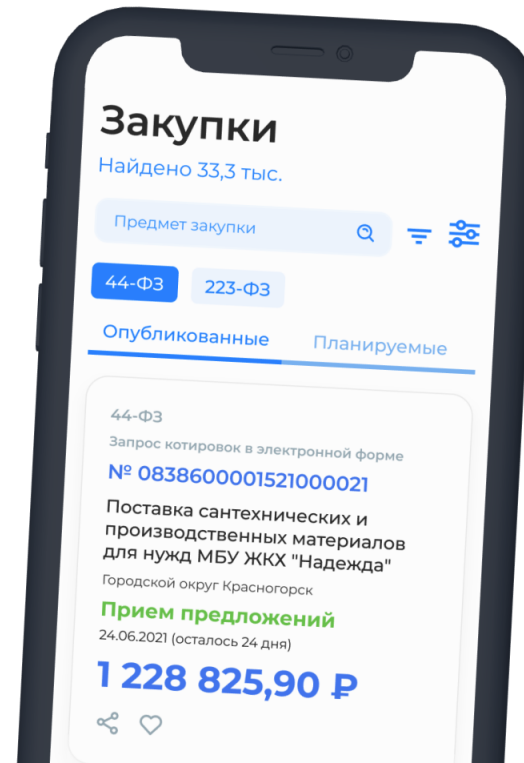 Закупки
Найдено 33,3 тыс.
Предмет закупки
44-ФЗ 223-ФЗ
Опубликованные Планируемые
44-ФЗ
Запрос котировок в электронной форме
№ 0838600001521000021
Поставка сантехнических и
производственных материалов
для нужд МБУ ЖКХ "Надежда"
Городской округ Красногорск
Прием предложений
24.06.2021 (осталось 24 дня)
1 228 825,90 ₽